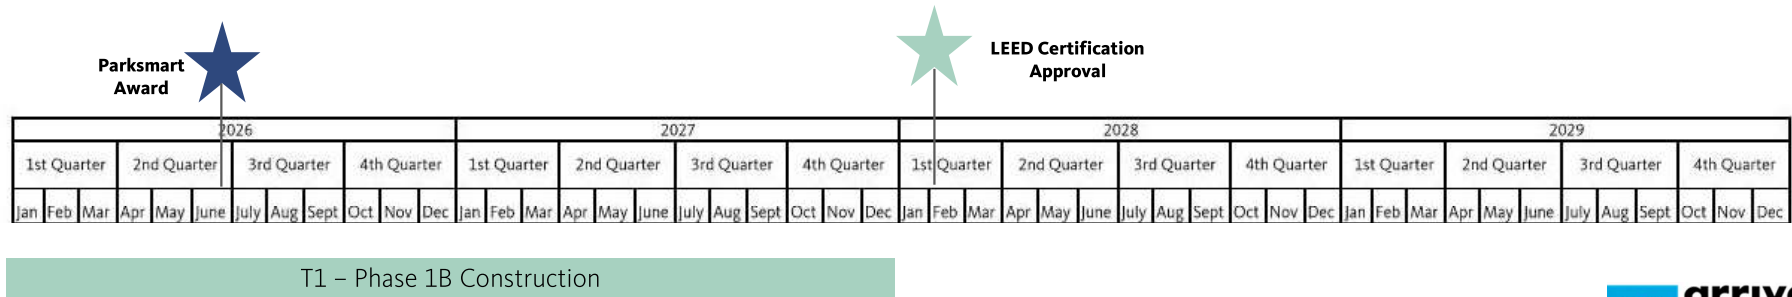 Parksmart
Award
LEED Certification
Approval
2026 2027 2028 2029
1st Quarter 2nd Quarter 3rd Quarter 4th Quarter 1st Quarter 2nd Quarter 3rd Quarter 4th Quarter 1st Quarter 2nd Quarter 3rd Quarter 4th Quarter 1st Quarter 2nd Quarter 3rd Quarter 4th Quarter
Jan Feb Mar Apr May June July Aug Sept Oct Nov Dec Jan Feb Mar Apr May June July Aug Sept Oct Nov Dec Jan Feb Mar Apr May June July Aug Sept Oct Nov Dec Jan Feb Mar Apr May June July Aug Sept Oct Nov Dec
T1 – Phase 1B Construction